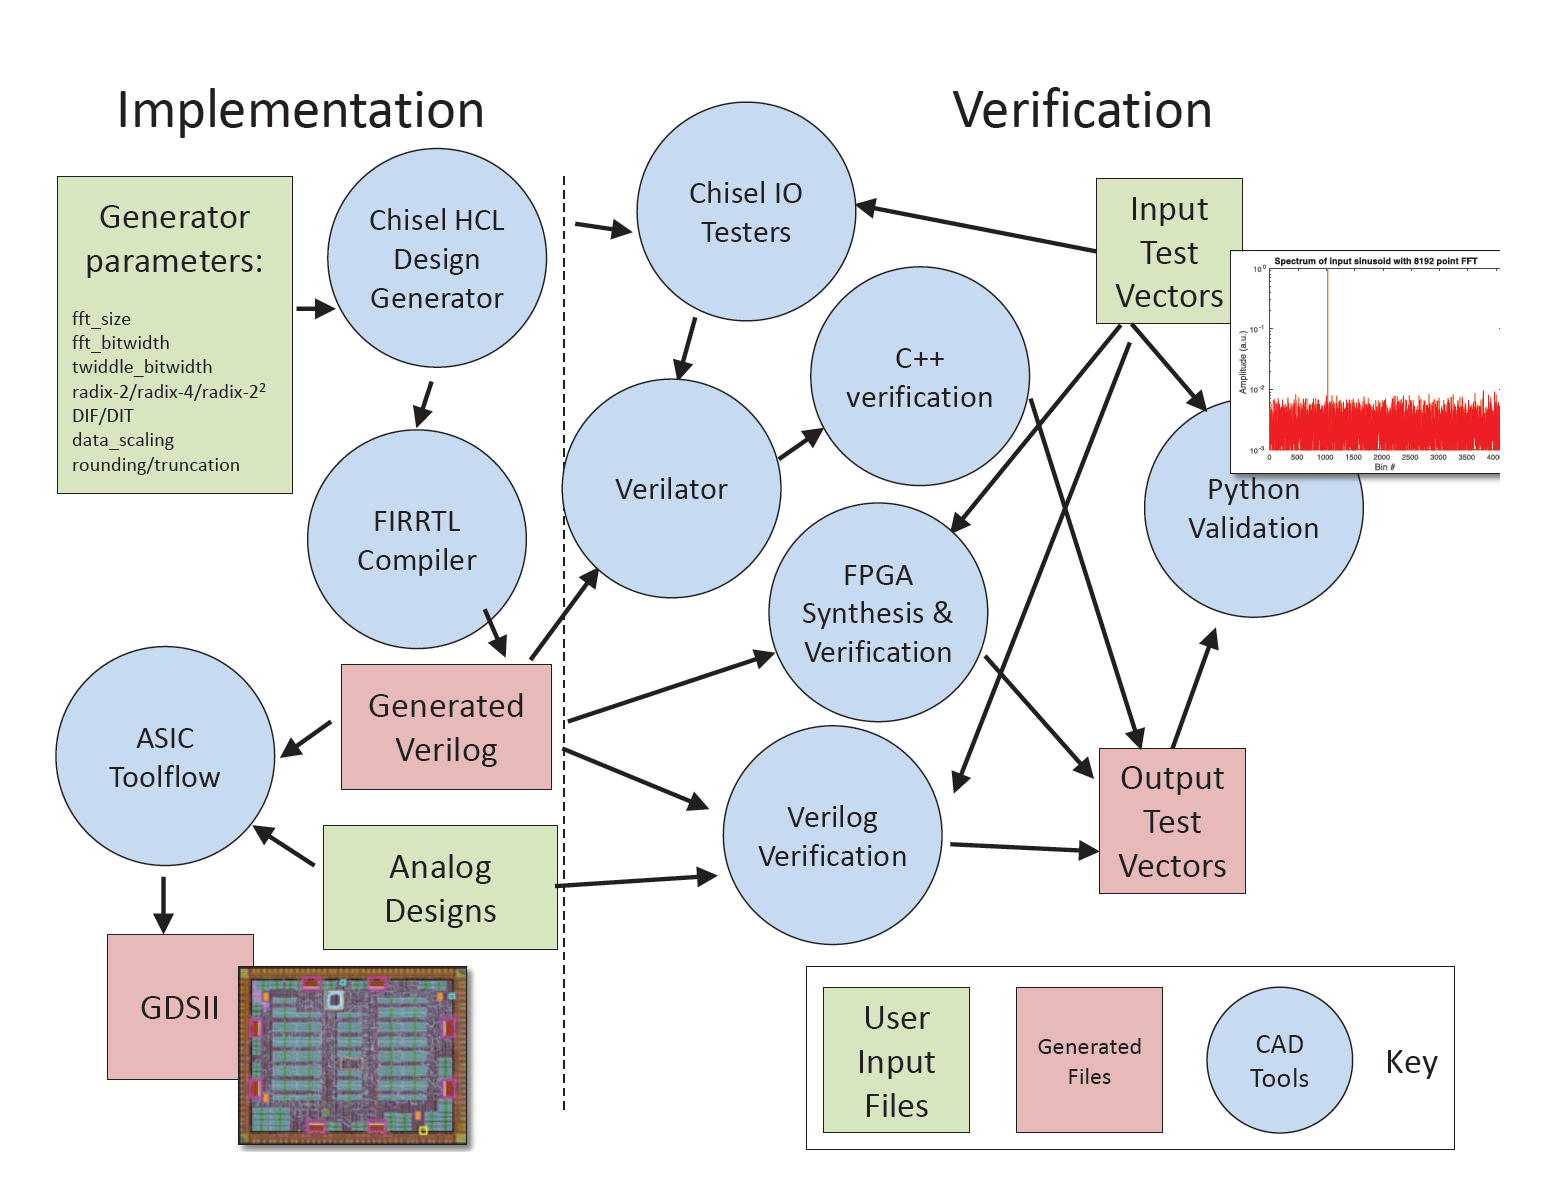 Implementation
Verification
Generator
parameters:
fft_size
fft_bitwidth
twiddle_bitwidth
radix-2/radix-4/radix-2²
DIF/DIT
data_scaling
rounding/truncation
Chisel HCL
Design
Generator
Chisel IO
Testers
Input
Test
Vectors
Spectrum of input sinusoid with 8192 point FFT
Amplitude (a.u.)
10⁰
10⁻¹
10⁻²
10⁻³
0 500 1000 1500 2000 2500 3000 3500 400
Bin #
C++
verification
Verilator
Python
Validation
FIRRTL
Compiler
FPGA
Synthesis &
Verification
Generated
Verilog
ASIC
Toolflow
Output
Test
Vectors
Verilog
Verification
Analog
Designs
GDSII
User
Input
Files
Generated
Files
CAD
Tools
Key